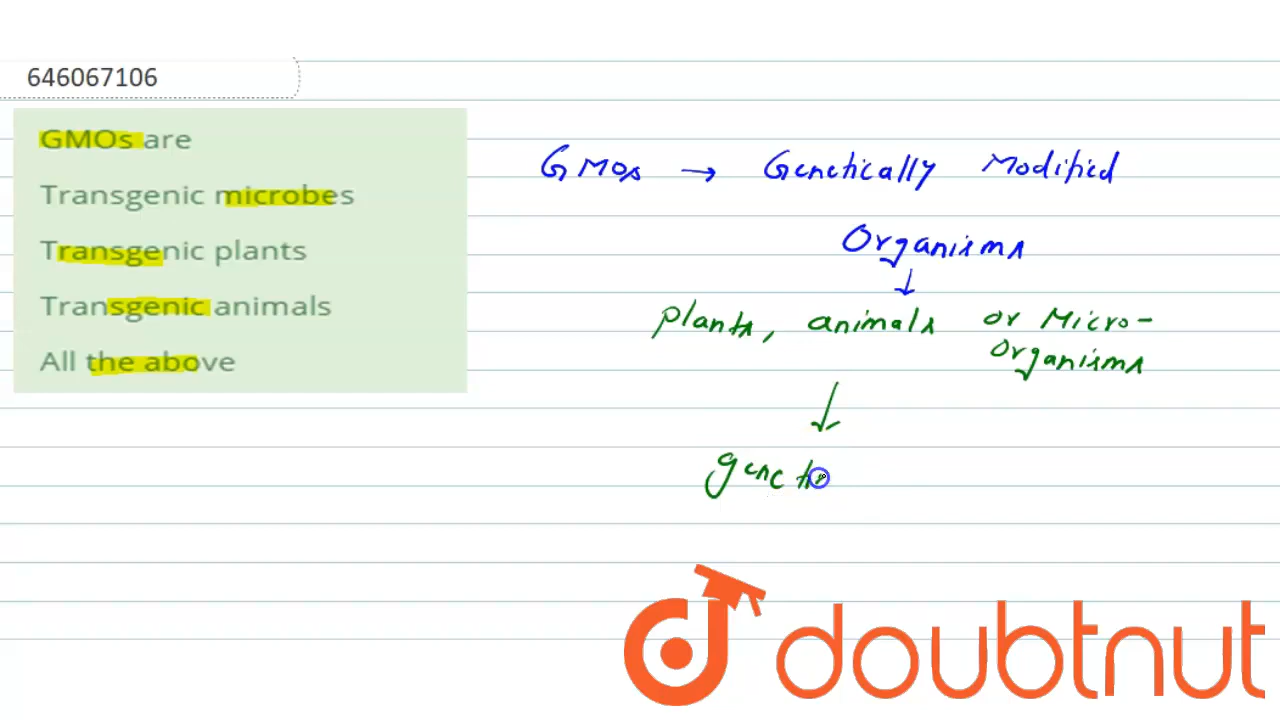 646067106
GMOs are
Transgenic microbes
Transgenic plants
Transgenic animals
All the above
GMOs → Genetically Modified
Organisms
↓
plants, animals or Micro-
Organisms
↓
doubtnut